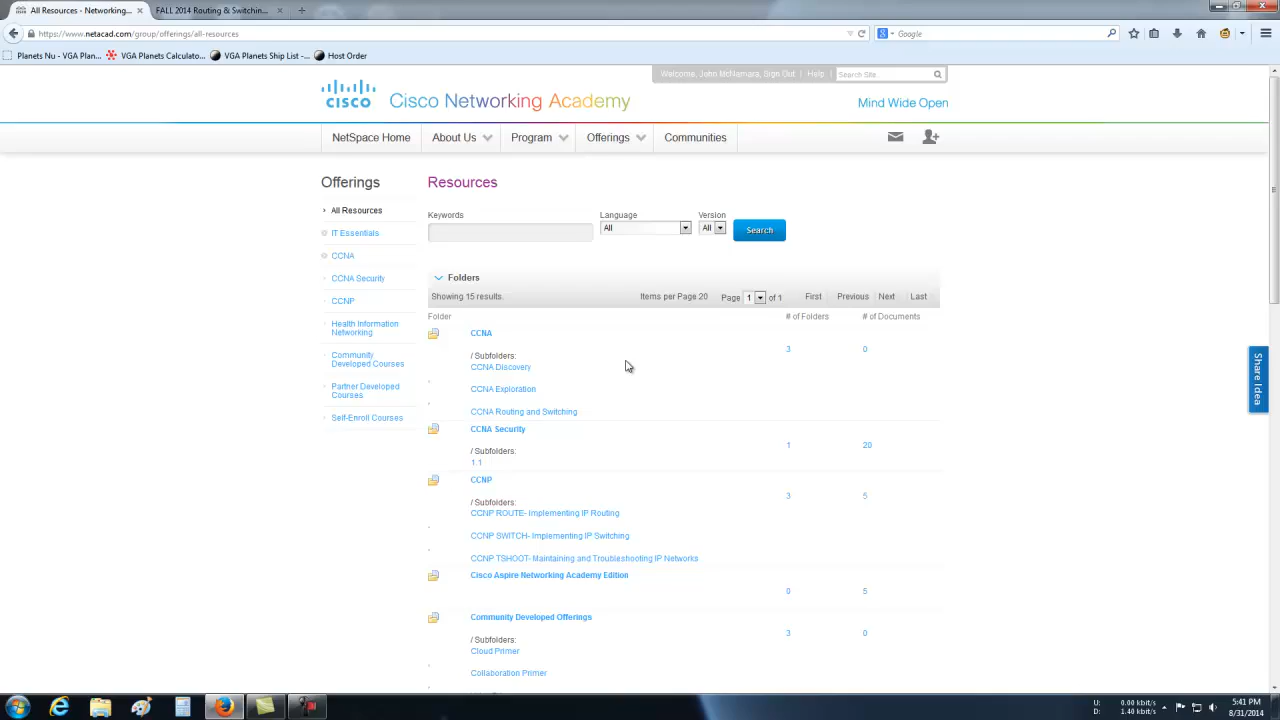 All Resources - Networking... × FALL 2014 Routing & Switchin... × +
https://www.netacad.com/group/offerings/all-resources
Google
Planets Nu - VGA Plan... VGA Planets Calculato... VGA Planets Ship List -... Host Order
Welcome, John McNamara, Sign Out | Help Search Site
CISCO Cisco Networking Academy Mind Wide Open
NetSpace Home About Us Program Offerings Communities
Offerings
All Resources
IT Essentials
CCNA
CCNA Security
CCNP
Health Information
Networking
Community
Developed Courses
Partner Developed
Courses
Self-Enroll Courses
Resources
Keywords Language Version
All All Search
Folders
Showing 15 results. Items per Page 20 Page 1 of 1 First Previous Next Last
Folder # of Folders # of Documents
CCNA
3 0
/ Subfolders:
CCNA Discovery
,
CCNA Exploration
,
CCNA Routing and Switching
CCNA Security
1 20
/ Subfolders:
1.1
CCNP
3 5
/ Subfolders:
CCNP ROUTE- Implementing IP Routing
,
CCNP SWITCH- Implementing IP Switching
,
CCNP TSHOOT- Maintaining and Troubleshooting IP Networks
Cisco Aspire Networking Academy Edition
0 5
Community Developed Offerings
3 0
/ Subfolders:
Cloud Primer
,
Collaboration Primer
,
Share Idea
U: 0.00 kbit/s
D: 1.40 kbit/s
5:41 PM
8/31/2014